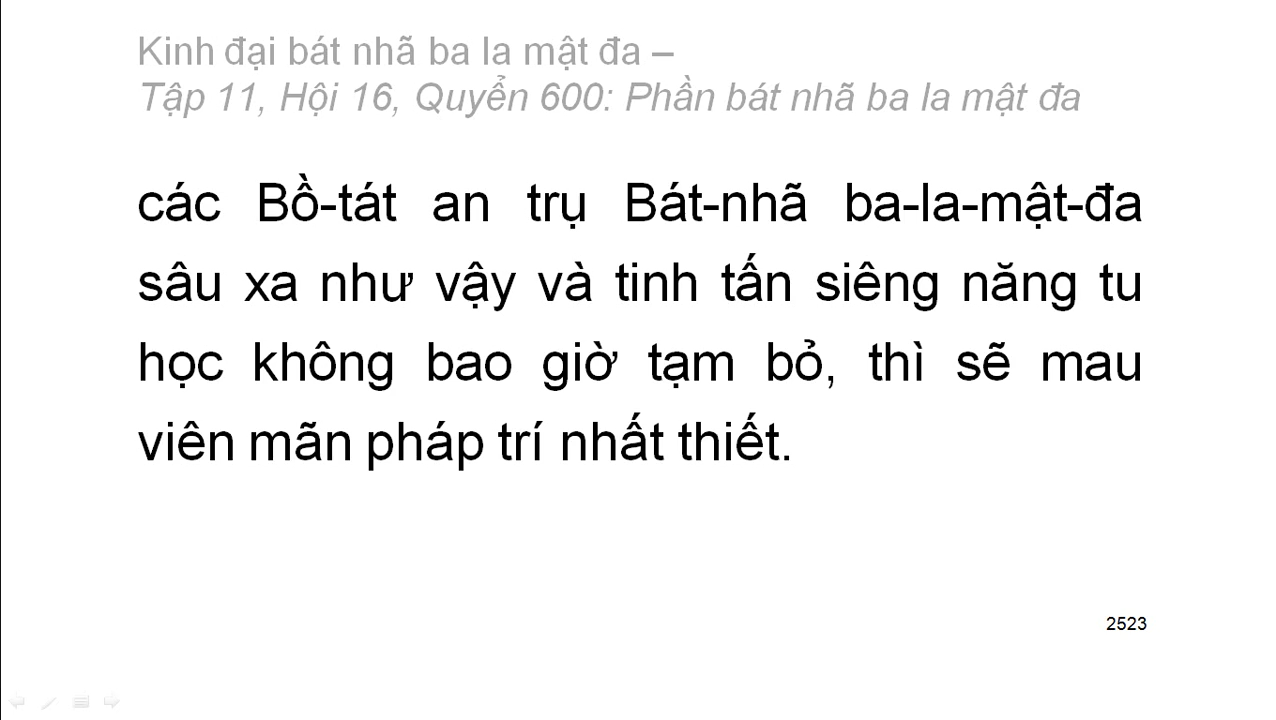 Kinh đại bát nhã ba la mật đa –
Tập 11, Hội 16, Quyển 600: Phần bát nhã ba la mật đa
các Bồ-tát an trụ Bát-nhã ba-la-mật-đa
sâu xa như vậy và tinh tấn siêng năng tu
học không bao giờ tạm bỏ, thì sẽ mau
viên mãn pháp trí nhất thiết.
2523